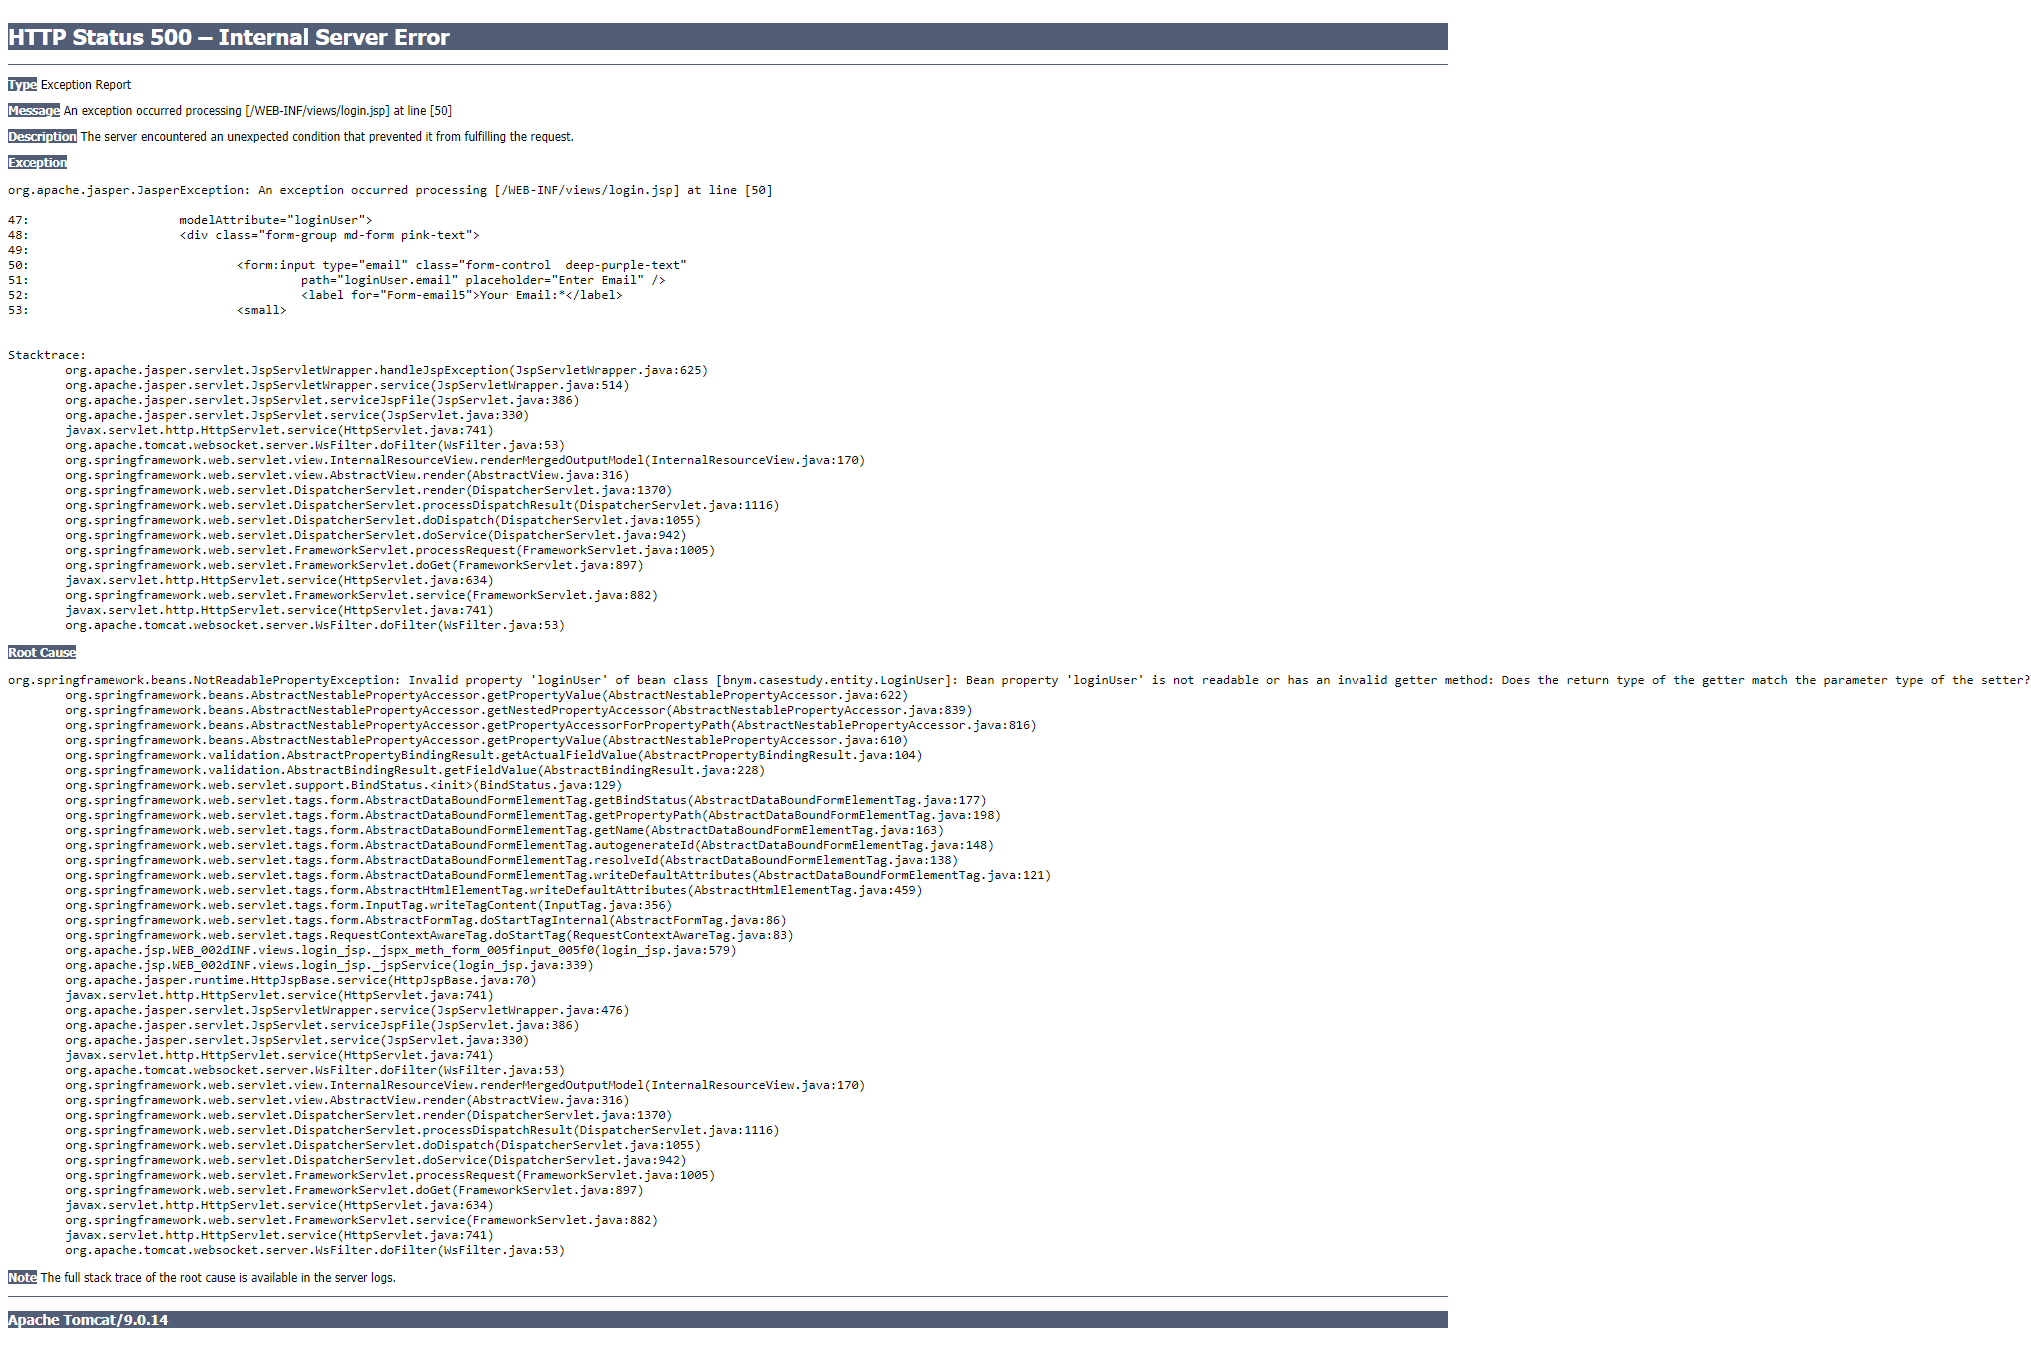 HTTP Status 500 – Internal Server Error
Type Exception Report
Message An exception occurred processing [/WEB-INF/views/login.jsp] at line [50]
Description The server encountered an unexpected condition that prevented it from fulfilling the request.
Exception
org.apache.jasper.JasperException: An exception occurred processing [/WEB-INF/views/login.jsp] at line [50]
47: modelAttribute="loginUser">
48: <div class="form-group md-form pink-text">
49:
50: <form:input type="email" class="form-control  deep-purple-text"
51: path="loginUser.email" placeholder="Enter Email" />
52: <label for="Form-email5">Your Email:*</label>
53: <small>
Stacktrace:
org.apache.jasper.servlet.JspServletWrapper.handleJspException(JspServletWrapper.java:625)
org.apache.jasper.servlet.JspServletWrapper.service(JspServletWrapper.java:514)
org.apache.jasper.servlet.JspServlet.serviceJspFile(JspServlet.java:386)
org.apache.jasper.servlet.JspServlet.service(JspServlet.java:330)
javax.servlet.http.HttpServlet.service(HttpServlet.java:741)
org.apache.tomcat.websocket.server.WsFilter.doFilter(WsFilter.java:53)
org.springframework.web.servlet.view.InternalResourceView.renderMergedOutputModel(InternalResourceView.java:170)
org.springframework.web.servlet.view.AbstractView.render(AbstractView.java:316)
org.springframework.web.servlet.DispatcherServlet.render(DispatcherServlet.java:1370)
org.springframework.web.servlet.DispatcherServlet.processDispatchResult(DispatcherServlet.java:1116)
org.springframework.web.servlet.DispatcherServlet.doDispatch(DispatcherServlet.java:1055)
org.springframework.web.servlet.DispatcherServlet.doService(DispatcherServlet.java:942)
org.springframework.web.servlet.FrameworkServlet.processRequest(FrameworkServlet.java:1005)
org.springframework.web.servlet.FrameworkServlet.doGet(FrameworkServlet.java:897)
javax.servlet.http.HttpServlet.service(HttpServlet.java:634)
org.springframework.web.servlet.FrameworkServlet.service(FrameworkServlet.java:882)
javax.servlet.http.HttpServlet.service(HttpServlet.java:741)
org.apache.tomcat.websocket.server.WsFilter.doFilter(WsFilter.java:53)
Root Cause
org.springframework.beans.NotReadablePropertyException: Invalid property 'loginUser' of bean class [bnym.casestudy.entity.LoginUser]: Bean property 'loginUser' is not readable or has an invalid getter method: Does the return type of the getter match the parameter type of the setter?
org.springframework.beans.AbstractNestablePropertyAccessor.getPropertyValue(AbstractNestablePropertyAccessor.java:622)
org.springframework.beans.AbstractNestablePropertyAccessor.getNestedPropertyAccessor(AbstractNestablePropertyAccessor.java:839)
org.springframework.beans.AbstractNestablePropertyAccessor.getPropertyAccessorForPropertyPath(AbstractNestablePropertyAccessor.java:816)
org.springframework.beans.AbstractNestablePropertyAccessor.getPropertyValue(AbstractNestablePropertyAccessor.java:610)
org.springframework.validation.AbstractPropertyBindingResult.getActualFieldValue(AbstractPropertyBindingResult.java:104)
org.springframework.validation.AbstractBindingResult.getFieldValue(AbstractBindingResult.java:228)
org.springframework.web.servlet.support.BindStatus.<init>(BindStatus.java:129)
org.springframework.web.servlet.tags.form.AbstractDataBoundFormElementTag.getBindStatus(AbstractDataBoundFormElementTag.java:177)
org.springframework.web.servlet.tags.form.AbstractDataBoundFormElementTag.getPropertyPath(AbstractDataBoundFormElementTag.java:198)
org.springframework.web.servlet.tags.form.AbstractDataBoundFormElementTag.getName(AbstractDataBoundFormElementTag.java:163)
org.springframework.web.servlet.tags.form.AbstractDataBoundFormElementTag.autogenerateId(AbstractDataBoundFormElementTag.java:148)
org.springframework.web.servlet.tags.form.AbstractDataBoundFormElementTag.resolveId(AbstractDataBoundFormElementTag.java:138)
org.springframework.web.servlet.tags.form.AbstractDataBoundFormElementTag.writeDefaultAttributes(AbstractDataBoundFormElementTag.java:121)
org.springframework.web.servlet.tags.form.AbstractHtmlElementTag.writeDefaultAttributes(AbstractHtmlElementTag.java:459)
org.springframework.web.servlet.tags.form.InputTag.writeTagContent(InputTag.java:356)
org.springframework.web.servlet.tags.form.AbstractFormTag.doStartTagInternal(AbstractFormTag.java:86)
org.springframework.web.servlet.tags.RequestContextAwareTag.doStartTag(RequestContextAwareTag.java:83)
org.apache.jsp.WEB_002dINF.views.login_jsp._jspx_meth_form_005finput_005f0(login_jsp.java:579)
org.apache.jsp.WEB_002dINF.views.login_jsp._jspService(login_jsp.java:339)
org.apache.jasper.runtime.HttpJspBase.service(HttpJspBase.java:70)
javax.servlet.http.HttpServlet.service(HttpServlet.java:741)
org.apache.jasper.servlet.JspServletWrapper.service(JspServletWrapper.java:476)
org.apache.jasper.servlet.JspServlet.serviceJspFile(JspServlet.java:386)
org.apache.jasper.servlet.JspServlet.service(JspServlet.java:330)
javax.servlet.http.HttpServlet.service(HttpServlet.java:741)
org.apache.tomcat.websocket.server.WsFilter.doFilter(WsFilter.java:53)
org.springframework.web.servlet.view.InternalResourceView.renderMergedOutputModel(InternalResourceView.java:170)
org.springframework.web.servlet.view.AbstractView.render(AbstractView.java:316)
org.springframework.web.servlet.DispatcherServlet.render(DispatcherServlet.java:1370)
org.springframework.web.servlet.DispatcherServlet.processDispatchResult(DispatcherServlet.java:1116)
org.springframework.web.servlet.DispatcherServlet.doDispatch(DispatcherServlet.java:1055)
org.springframework.web.servlet.DispatcherServlet.doService(DispatcherServlet.java:942)
org.springframework.web.servlet.FrameworkServlet.processRequest(FrameworkServlet.java:1005)
org.springframework.web.servlet.FrameworkServlet.doGet(FrameworkServlet.java:897)
javax.servlet.http.HttpServlet.service(HttpServlet.java:634)
org.springframework.web.servlet.FrameworkServlet.service(FrameworkServlet.java:882)
javax.servlet.http.HttpServlet.service(HttpServlet.java:741)
org.apache.tomcat.websocket.server.WsFilter.doFilter(WsFilter.java:53)
Note The full stack trace of the root cause is available in the server logs.
Apache Tomcat/9.0.14